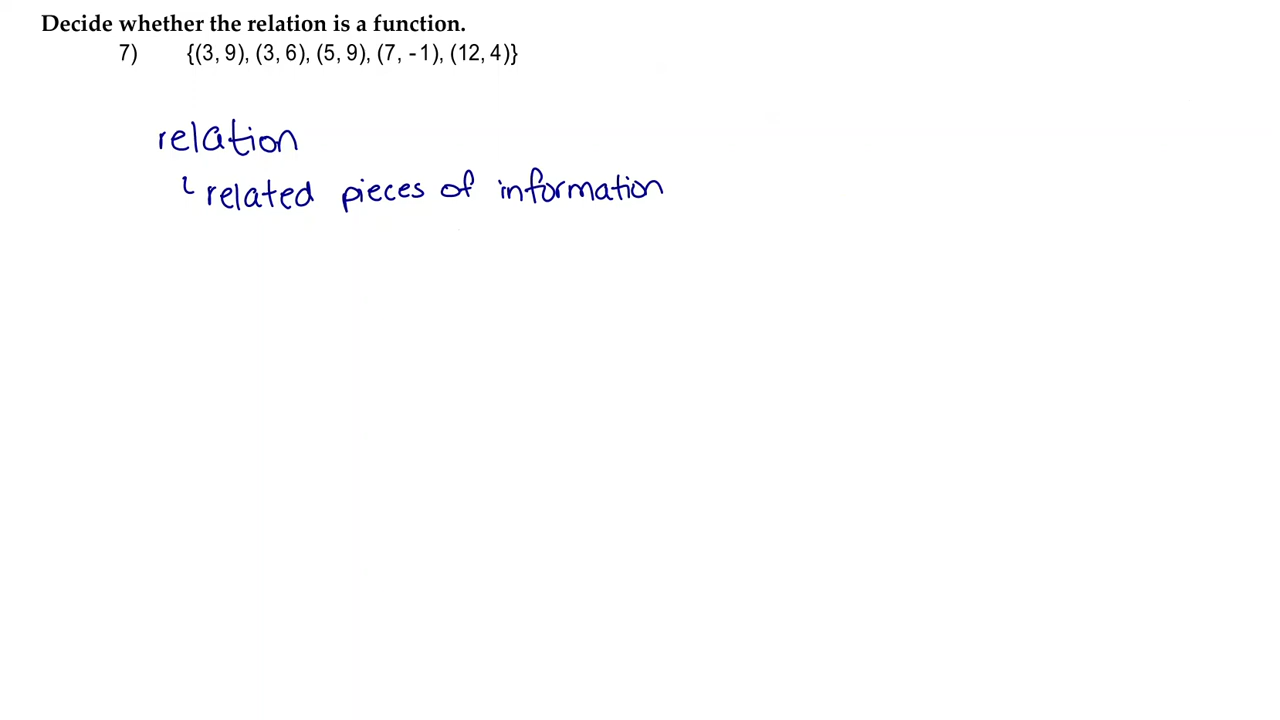 Decide whether the relation is a function.
7) {(3, 9), (3, 6), (5, 9), (7, -1), (12, 4)}
relation
related pieces of information